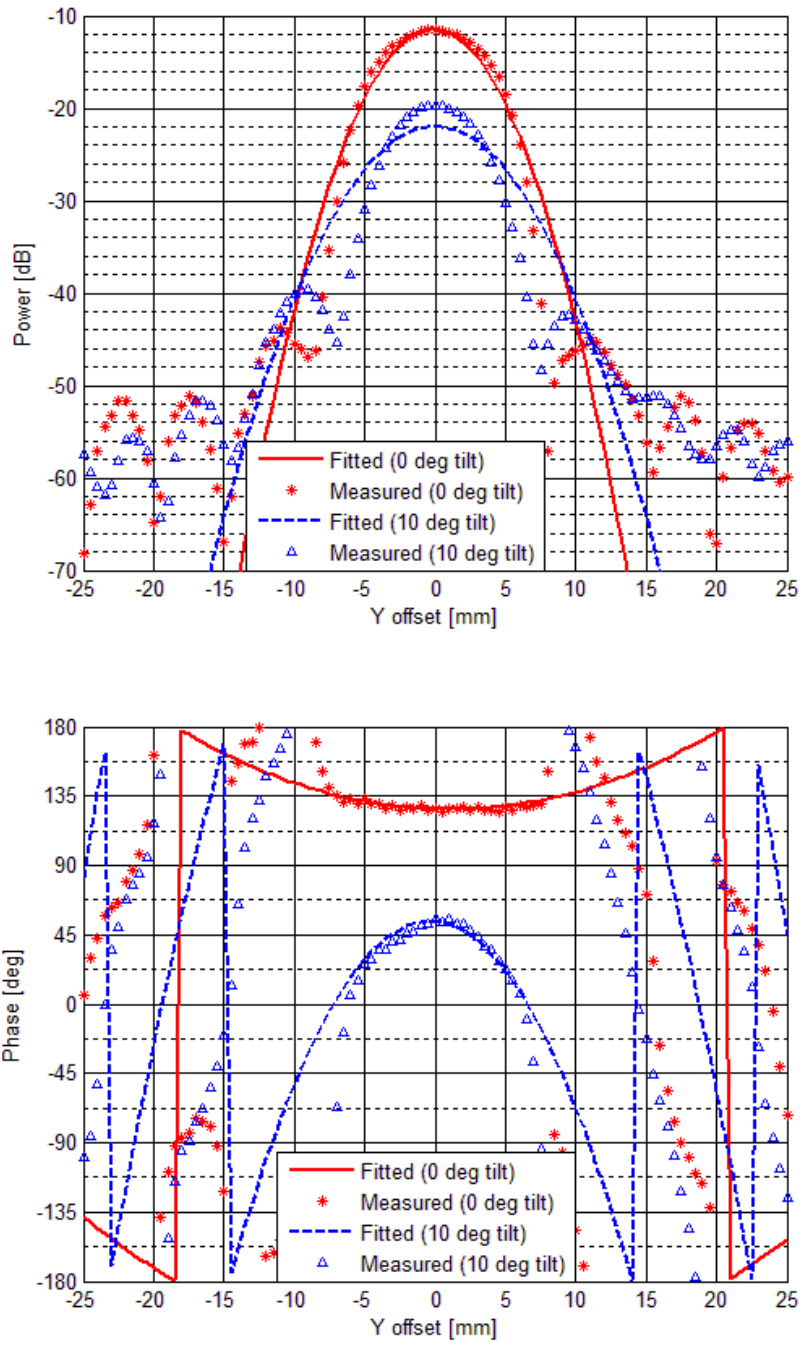 -10
-20
-30
-40
-50
-60
-70
Power [dB]
Fitted (0 deg tilt)
Measured (0 deg tilt)
Fitted (10 deg tilt)
Measured (10 deg tilt)
-25 -20 -15 -10 -5 0 5 10 15 20 25
Y offset [mm]
180
135
90
45
0
-45
-90
-135
-180
Phase [deg]
Fitted (0 deg tilt)
Measured (0 deg tilt)
Fitted (10 deg tilt)
Measured (10 deg tilt)
-25 -20 -15 -10 -5 0 5 10 15 20 25
Y offset [mm]